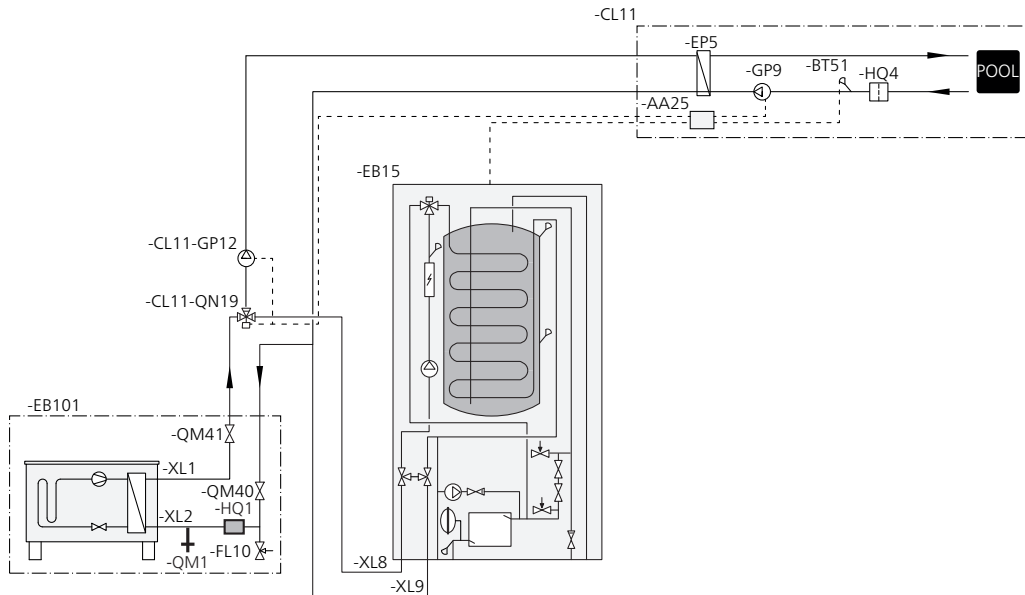 -CL11
-EP5
-BT51
-GP9
-HQ4
POOL
-AA25
-EB15
-CL11-GP12
-CL11-QN19
-EB101
-QM41
-XL1
-QM40
-HQ1
-XL2
-FL10
-QM1
-XL8
-XL9